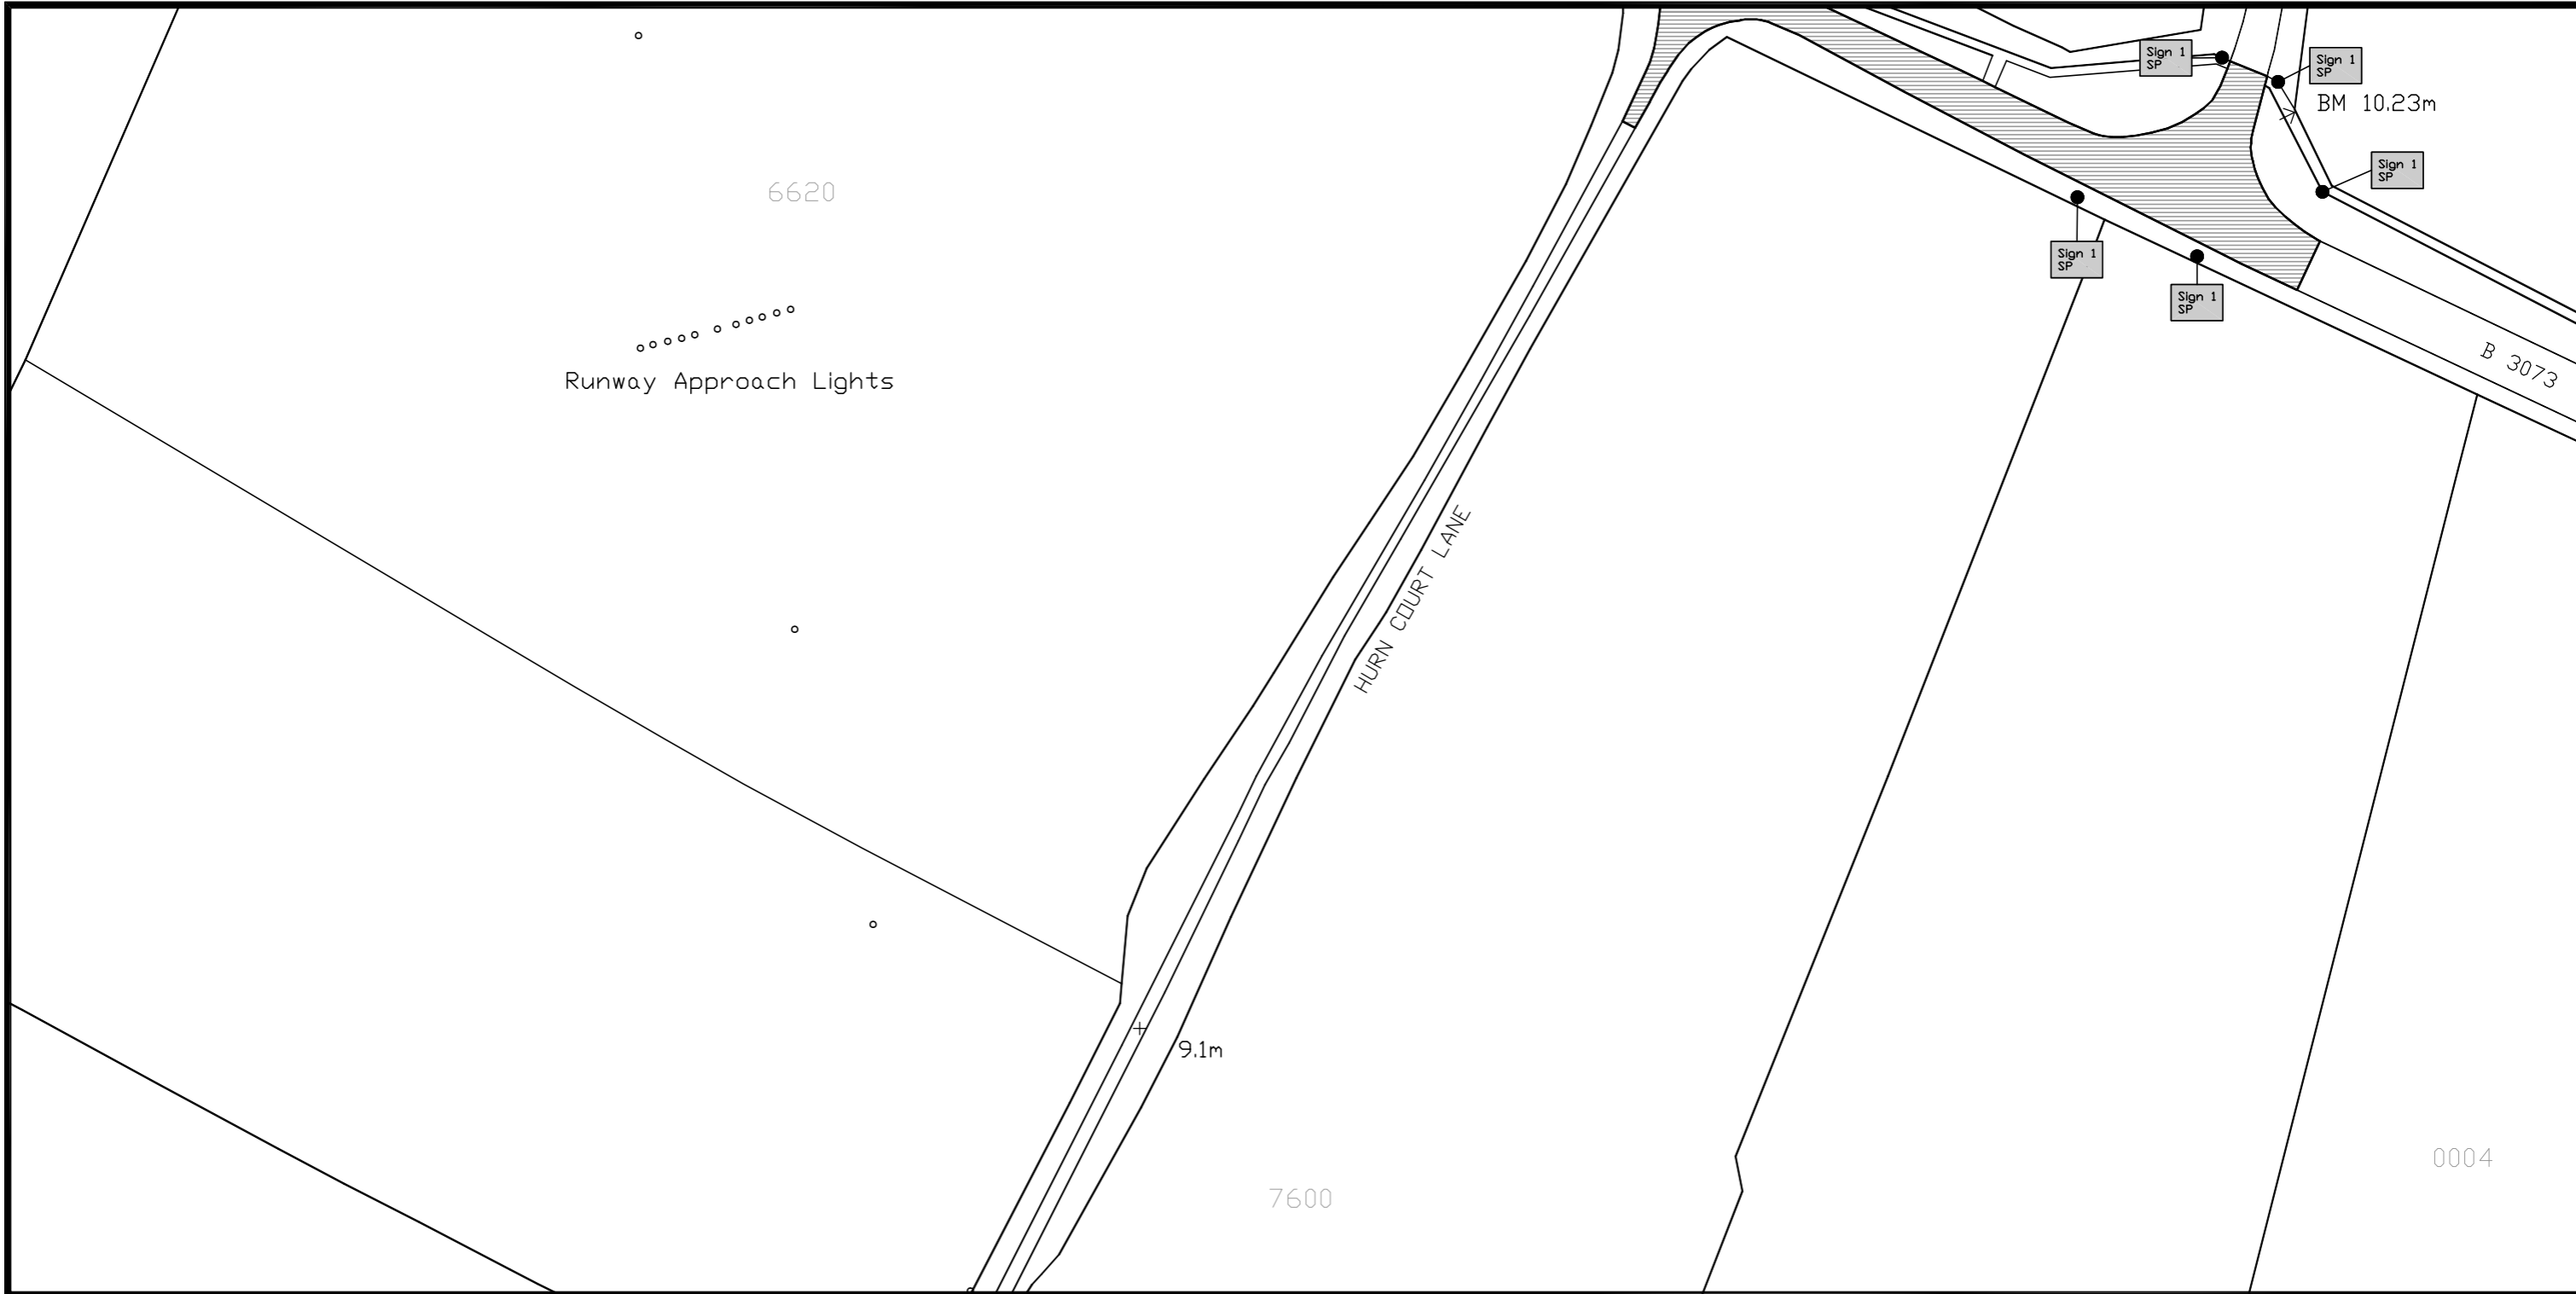 Sign 1
SP
Sign 1
SP
BM 10.23m
Sign 1
SP
6620
Sign 1
SP
Sign 1
SP
B 3073
Runway Approach Lights
HURN COURT LANE
9.1m
0004
7600